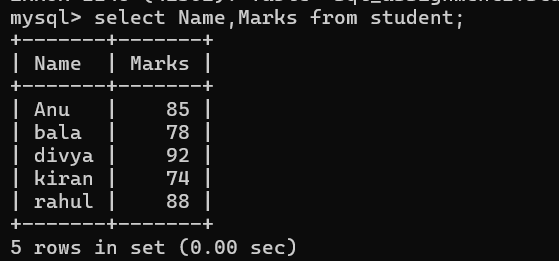 mysql> select Name,Marks from student;
+-------+-------+
| Name  | Marks |
+-------+-------+
| Anu   |    85 |
| bala  |    78 |
| divya |    92 |
| kiran |    74 |
| rahul |    88 |
+-------+-------+
5 rows in set (0.00 sec)